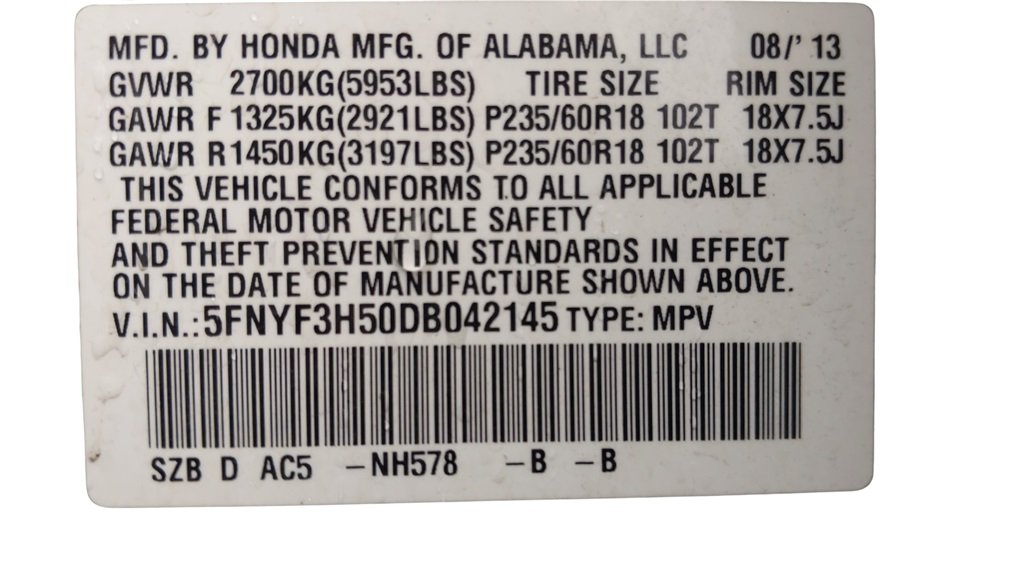 MFD. BY HONDA MFG. OF ALABAMA, LLC 08/' 13
GVWR 2700KG(5953LBS) TIRE SIZE RIM SIZE
GAWR F 1325KG(2921LBS) P235/60R18 102T 18X7.5J
GAWR R1450KG(3197LBS) P235/60R18 102T 18X7.5J
THIS VEHICLE CONFORMS TO ALL APPLICABLE
FEDERAL MOTOR VEHICLE SAFETY
AND THEFT PREVENTION STANDARDS IN EFFECT
ON THE DATE OF MANUFACTURE SHOWN ABOVE.
V.I.N.:5FNYF3H50DB042145 TYPE: MPV
SZB D AC5 -NH578 -B -B